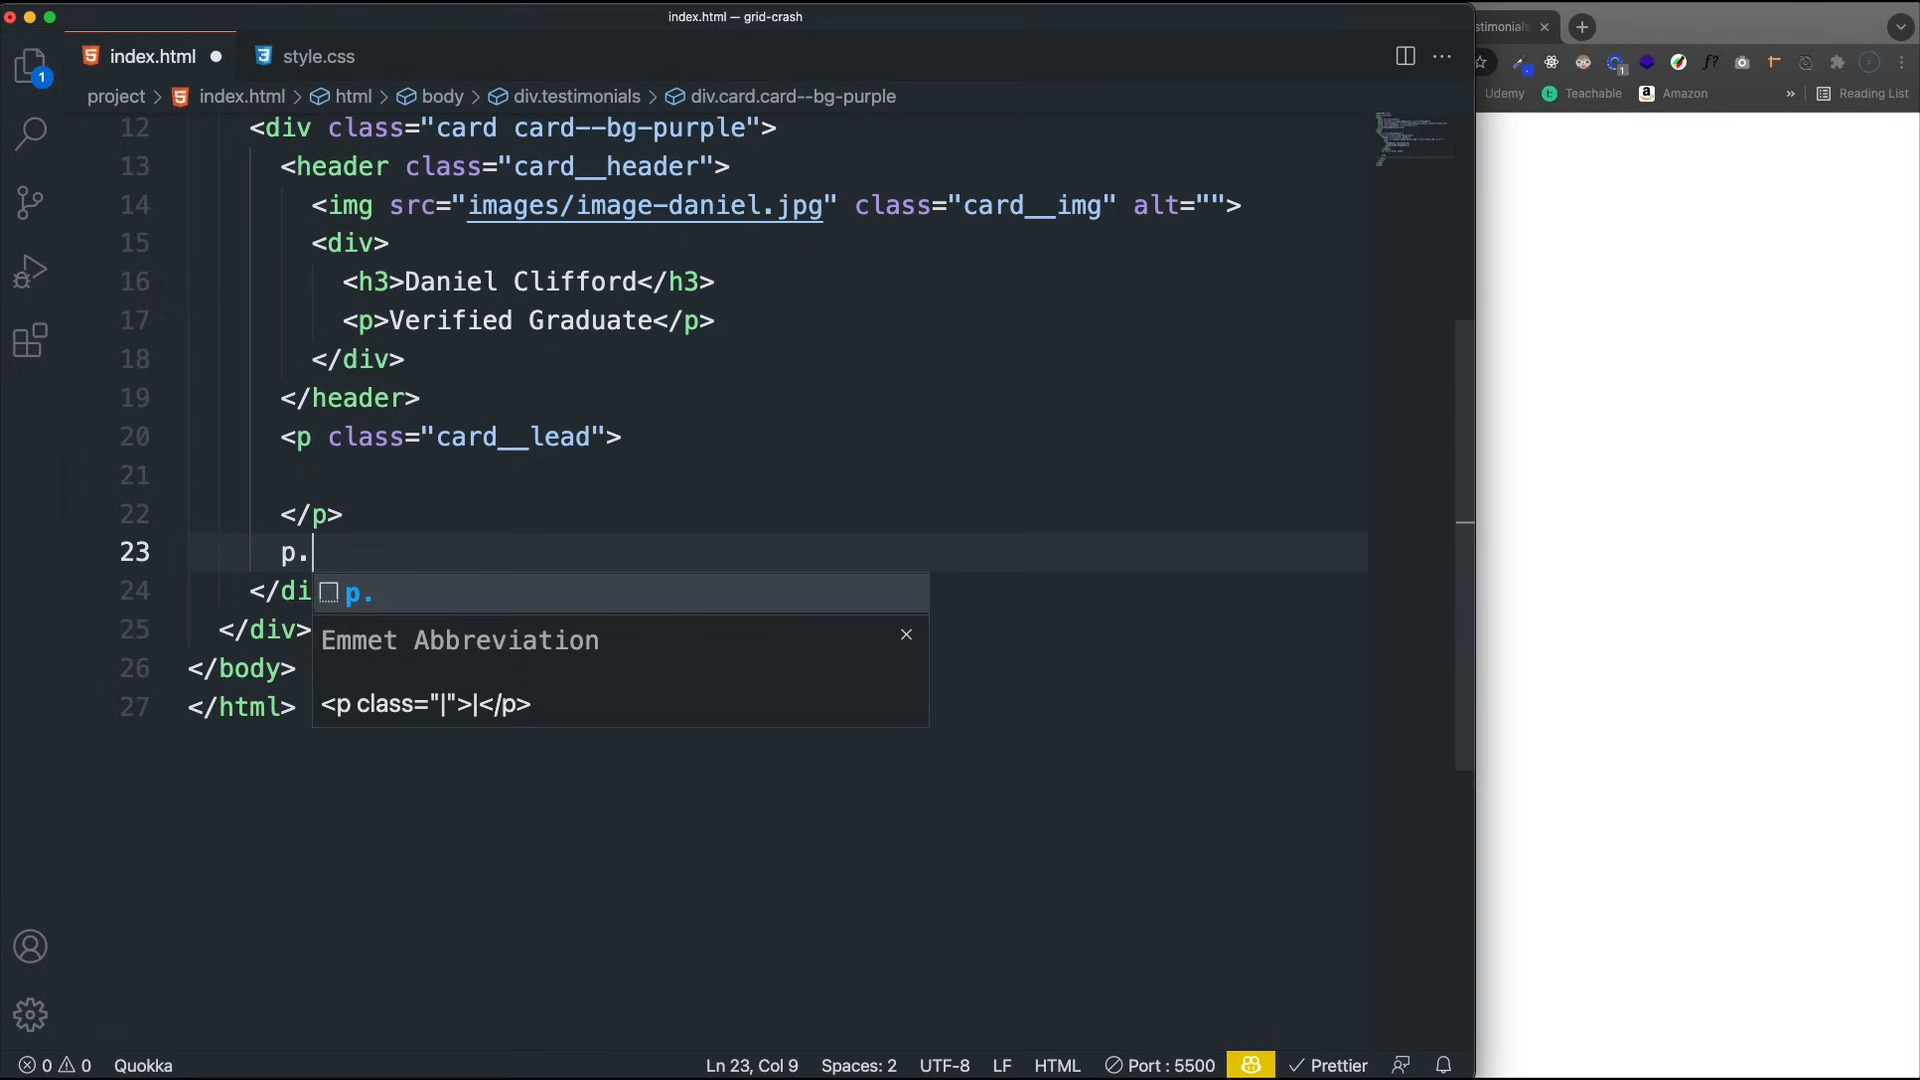 index.html — grid-crash
index.html
style.css
project > index.html > html > body > div.testimonials > div.card.card--bg-purple
12 <div class="card card--bg-purple">
13 <header class="card__header">
14 <img src="images/image-daniel.jpg" class="card__img" alt="">
15 <div>
16 <h3>Daniel Clifford</h3>
17 <p>Verified Graduate</p>
18 </div>
19 </header>
20 <p class="card__lead">
21
22 </p>
23 p.
24 </di
p.
25 </div>
Emmet Abbreviation
26 </body>
27 </html>
<p class="|">|</p>
1
0 0 Quokka
Ln 23, Col 9 Spaces: 2 UTF-8 LF HTML Port : 5500 Prettier
stimonials
f?
1
Udemy Teachable Amazon » Reading List